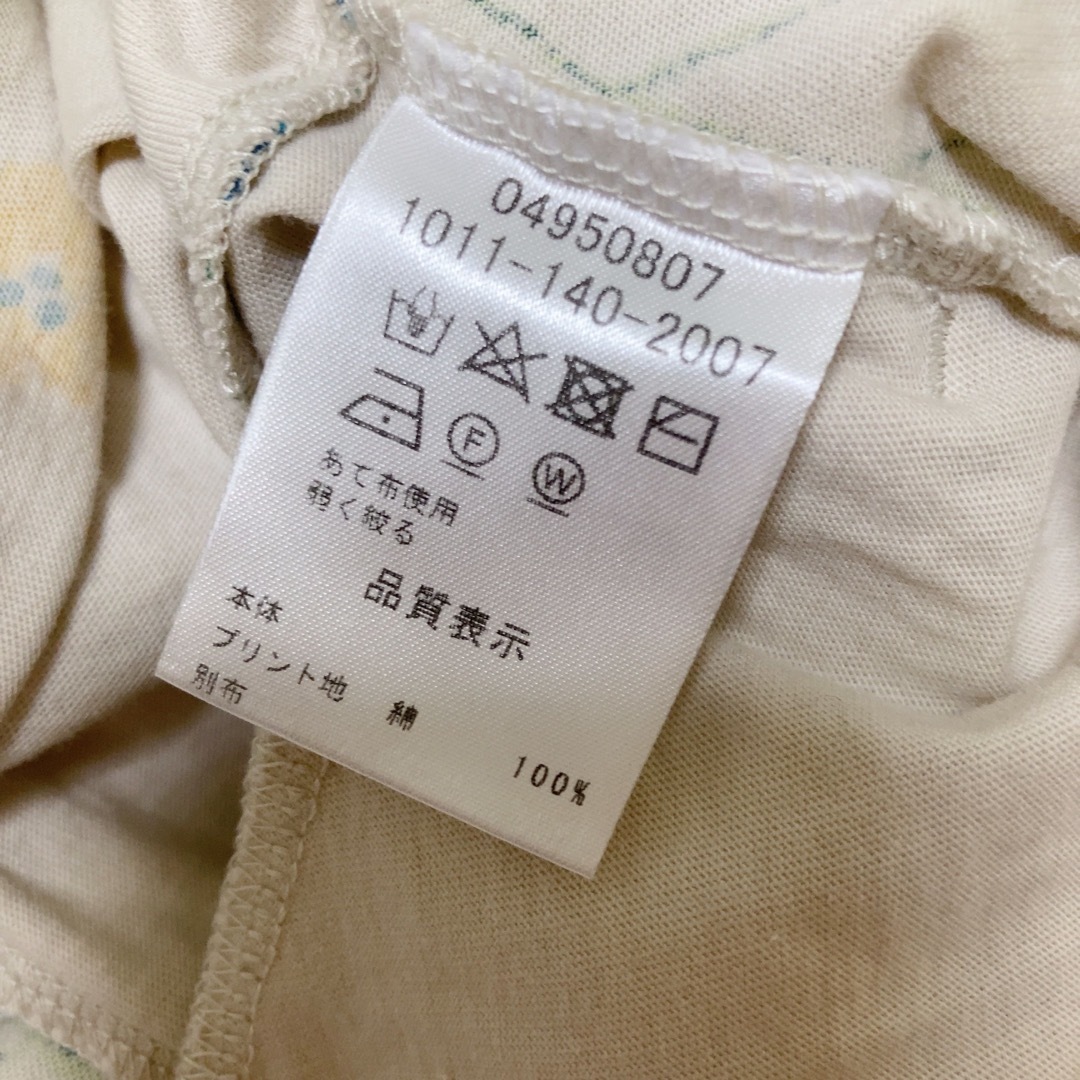 04950807
1011-140-2007
F W
あて布使用
弱く絞る
品質表示
本体
プリント地 綿
別布
100%